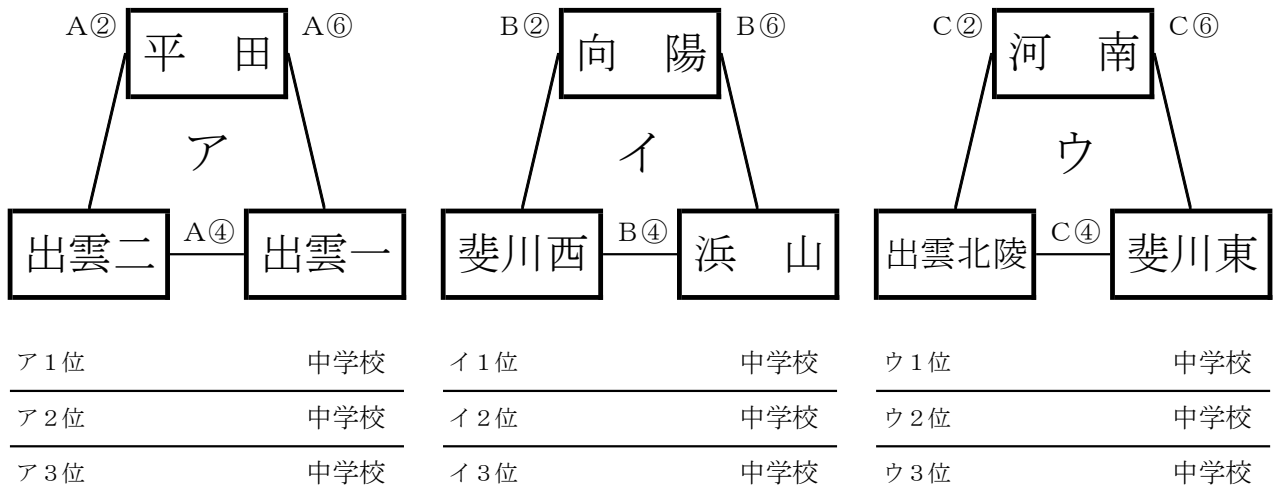 A② 平　田 A⑥
ア
出雲二 A④ 出雲一
B② 向　陽 B⑥
イ
斐川西 B④ 浜　山
C② 河　南 C⑥
ウ
出雲北陵 C④ 斐川東
ア１位 中学校
ア２位 中学校
ア３位 中学校
イ１位 中学校
イ２位 中学校
イ３位 中学校
ウ１位 中学校
ウ２位 中学校
ウ３位 中学校